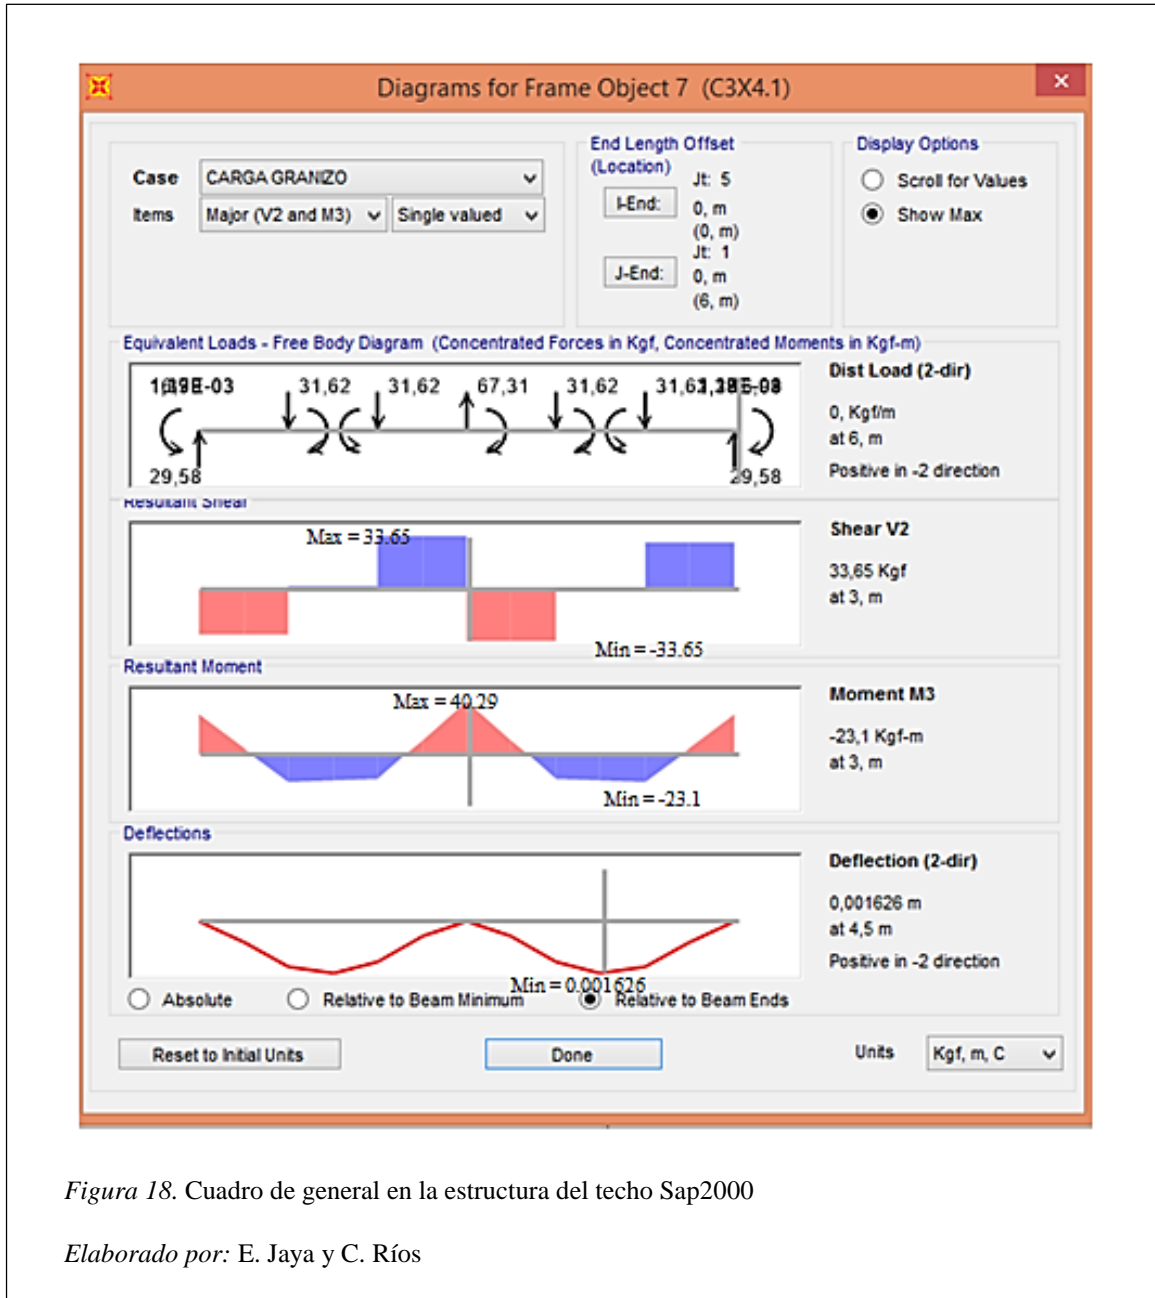 Diagrams for Frame Object 7 (C3X4.1)
Case CARGA GRANIZO
Items Major (V2 and M3) Single valued
End Length Offset
(Location)
Jt: 5
I-End: 0, m
(0, m)
Jt: 1
J-End: 0, m
(6, m)
Display Options
Scroll for Values
Show Max
Equivalent Loads - Free Body Diagram (Concentrated Forces in Kgf, Concentrated Moments in Kgf-m)
31,62 31,62 67,31 31,62
29,58 29,58
Dist Load (2-dir)
0, Kgf/m
at 6, m
Positive in -2 direction
Resultant Shear
Max = 33.65
Min = -33.65
Shear V2
33,65 Kgf
at 3, m
Resultant Moment
Max = 40.29
Min = -23.1
Moment M3
-23,1 Kgf-m
at 3, m
Deflections
Min = 0.001626
Deflection (2-dir)
0,001626 m
at 4,5 m
Positive in -2 direction
Absolute Relative to Beam Minimum Relative to Beam Ends
Reset to Initial Units Done Units Kgf, m, C
Figura 18. Cuadro de general en la estructura del techo Sap2000
Elaborado por: E. Jaya y C. Ríos